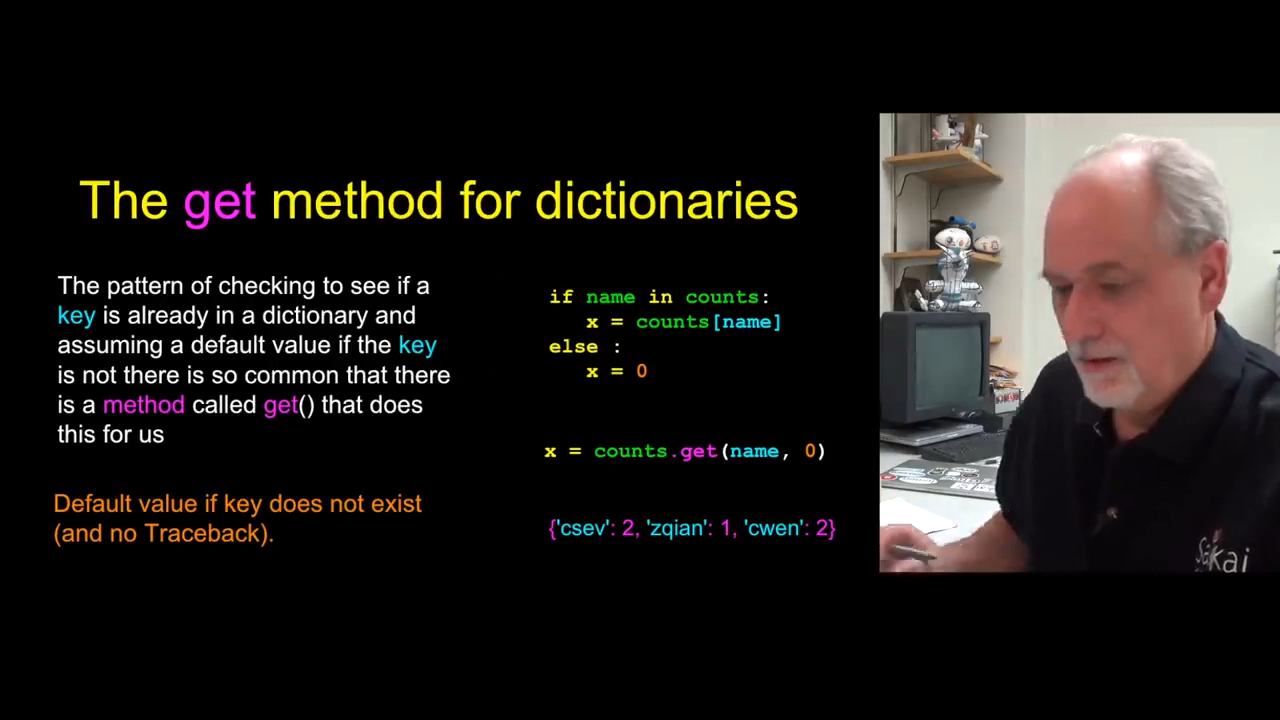 The get method for dictionaries
The pattern of checking to see if a
key is already in a dictionary and
assuming a default value if the key
is not there is so common that there
is a method called get() that does
this for us
Default value if key does not exist
(and no Traceback).
if name in counts:
x = counts[name]
else :
x = 0
x = counts.get(name, 0)
{'csev': 2, 'zqian': 1, 'cwen': 2}
Sakai